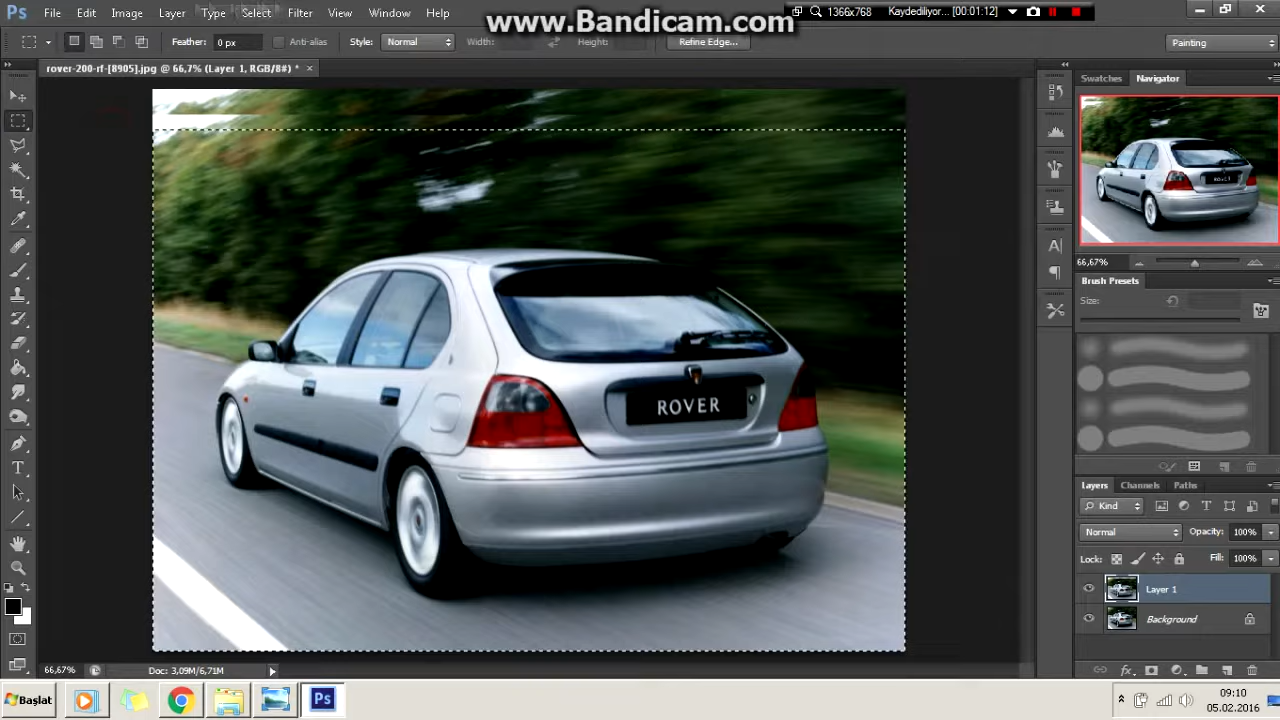 Ps File Edit Image Layer Type Select Filter View Window Help
www.Bandicam.com
1366x768 Kaydediliyor... [00:01:12]
Feather: 0 px Anti-alias Style: Normal Width: Height: Refine Edge... Painting
rover-200-rf-[8905].jpg @ 66,7% (Layer 1, RGB/8#) * ×
Swatches Navigator
ROVER
66,67%
Brush Presets
Size:
Layers Channels Paths
Kind
Normal Opacity: 100%
Lock: Fill: 100%
Layer 1
Background
66,67% Doc: 3,09M/6,71M
Başlat Ps 09:10
05.02.2016